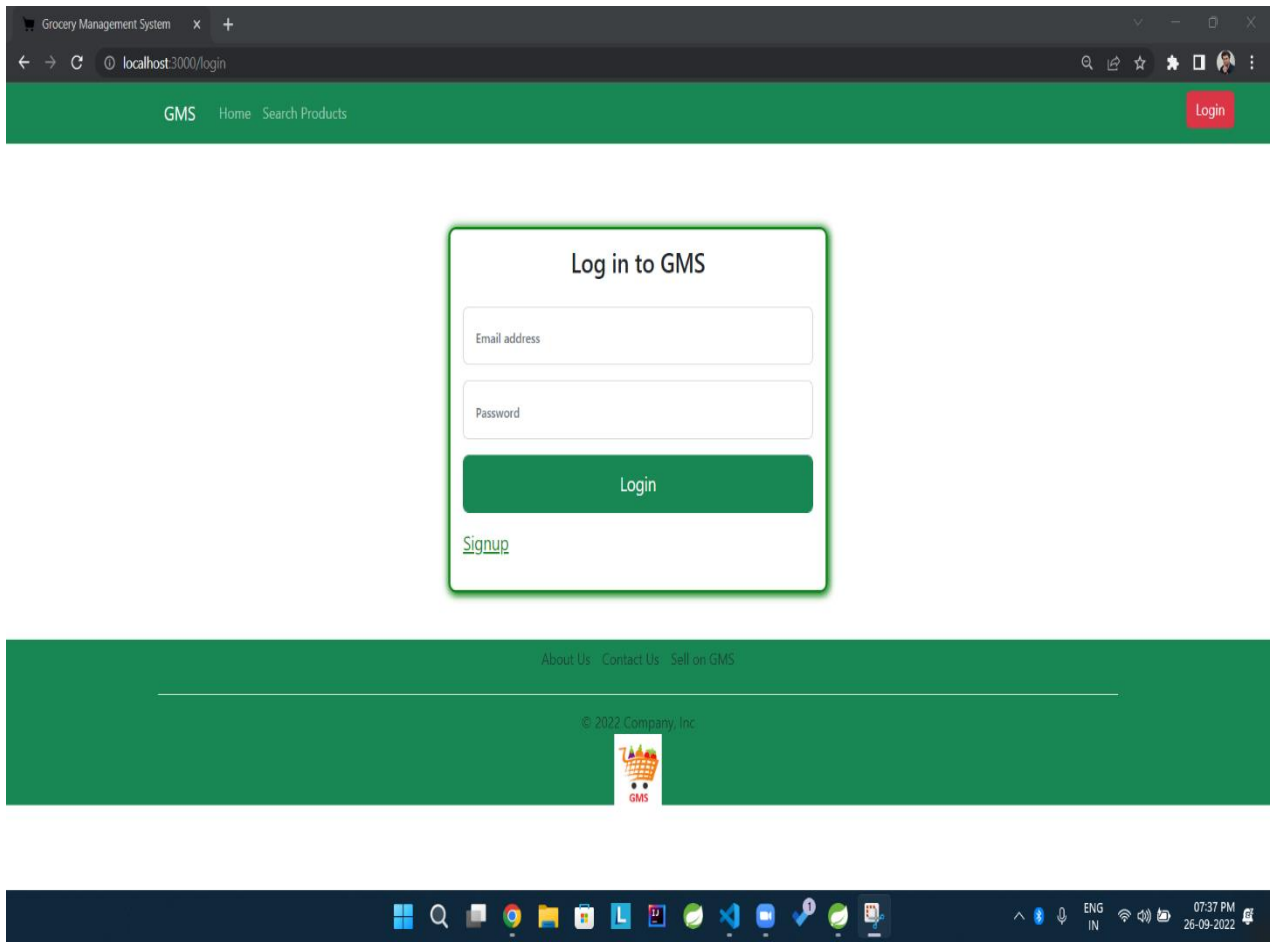 Grocery Management System
localhost:3000/login
GMS Home Search Products Login
Log in to GMS
Email address
Password
Login
Signup
About Us Contact Us Sell on GMS
© 2022 Company, Inc
GMS
L IJ 1
ENG 07:37 PM
IN 26-09-2022